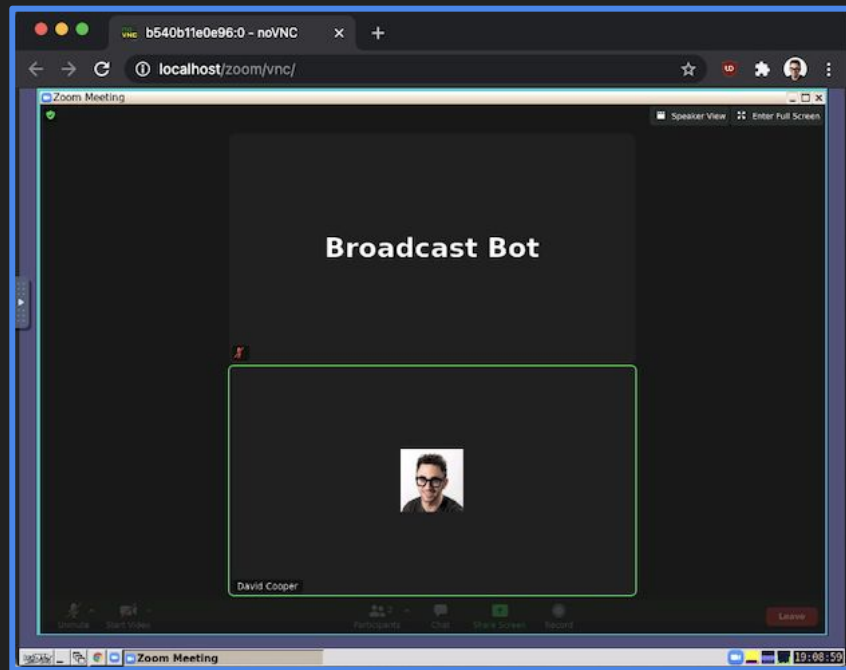 b540b11e0e96:0 - noVNC
localhost/zoom/vnc/
Zoom Meeting
Speaker View Enter Full Screen
Broadcast Bot
David Cooper
Unmute Start Video Participants 2 Chat Share Screen Record Leave
Zoom Meeting 19:08:59